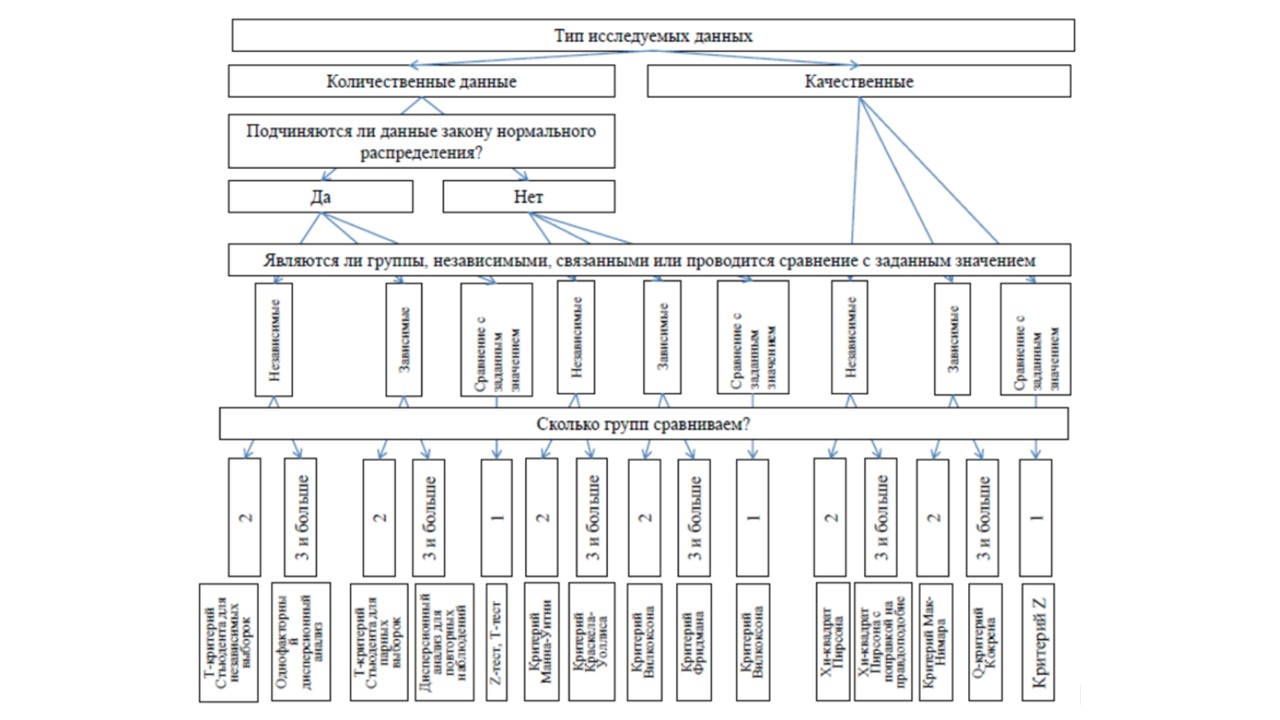 Тип исследуемых данных
Количественные данные
Качественные
Подчиняются ли данные закону нормального
распределения?
Да
Нет
Являются ли группы, независимыми, связанными или проводится сравнение с заданным значением
Независимые
Зависимые
Сравнение с
заданным
значением
Независимые
Зависимые
Сравнение с
заданным
значением
Независимые
Зависимые
Сравнение с
заданным
значением
Сколько групп сравниваем?
2
3 и больше
2
3 и больше
1
2
3 и больше
2
3 и больше
1
2
3 и больше
2
3 и больше
1
Т-критерий
Стьюдента для
независимых
выборок
Однофакторны
й
дисперсионный
анализ
Т-критерий
Стьюдента для
парных
выборок
Дисперсионный
анализ для
повторных
наблюдений
Z-тест, Т-тест
Критерий
Манна-Уитни
Критерий
Краскела-
Уоллиса
Критерий
Вилкоксона
Критерий
Фридмана
Критерий
Вилкоксона
Хи-квадрат
Пирсона
Хи-квадрат
Пирсона с
поправкой на
правдоподобие
Критерий Мак-
Нимара
Q-критерий
Кокрена
Критерий Z